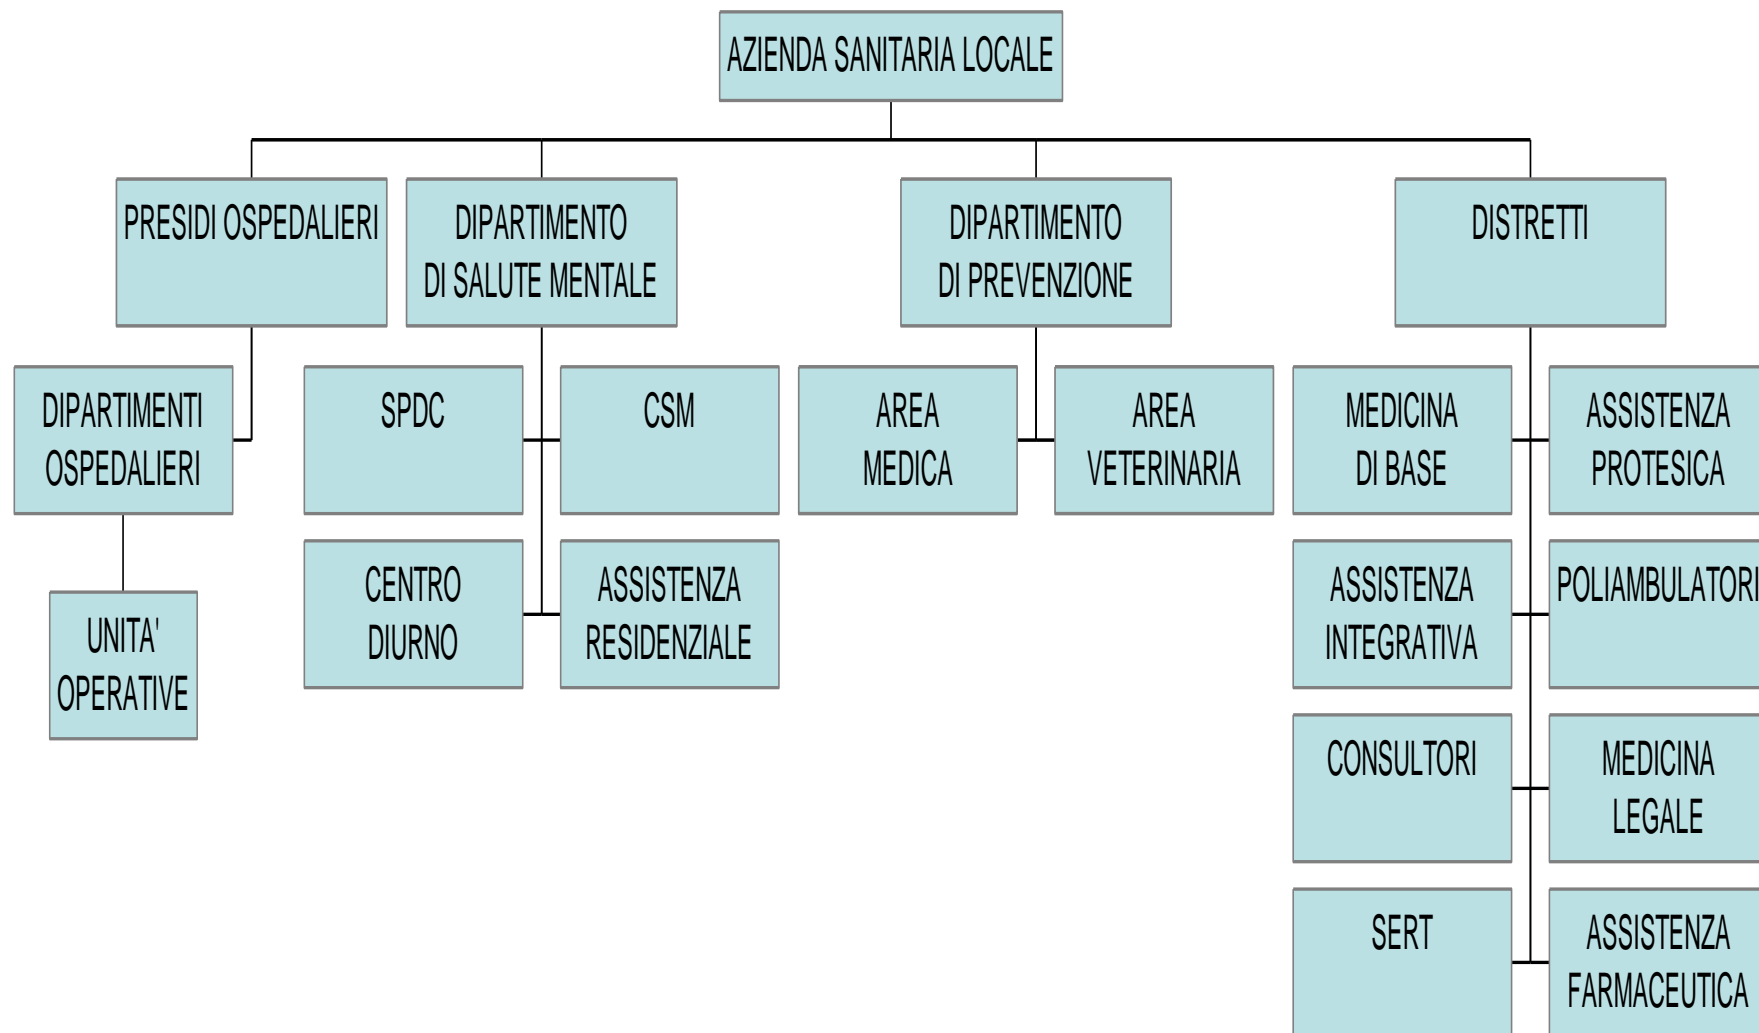 AZIENDA SANITARIA LOCALE
PRESIDI OSPEDALIERI
DIPARTIMENTO
DI SALUTE MENTALE
DIPARTIMENTO
DI PREVENZIONE
DISTRETTI
DIPARTIMENTI
OSPEDALIERI
SPDC
CSM
AREA
MEDICA
AREA
VETERINARIA
MEDICINA
DI BASE
ASSISTENZA
PROTESICA
UNITA'
OPERATIVE
CENTRO
DIURNO
ASSISTENZA
RESIDENZIALE
ASSISTENZA
INTEGRATIVA
POLIAMBULATORI
CONSULTORI
MEDICINA
LEGALE
SERT
ASSISTENZA
FARMACEUTICA